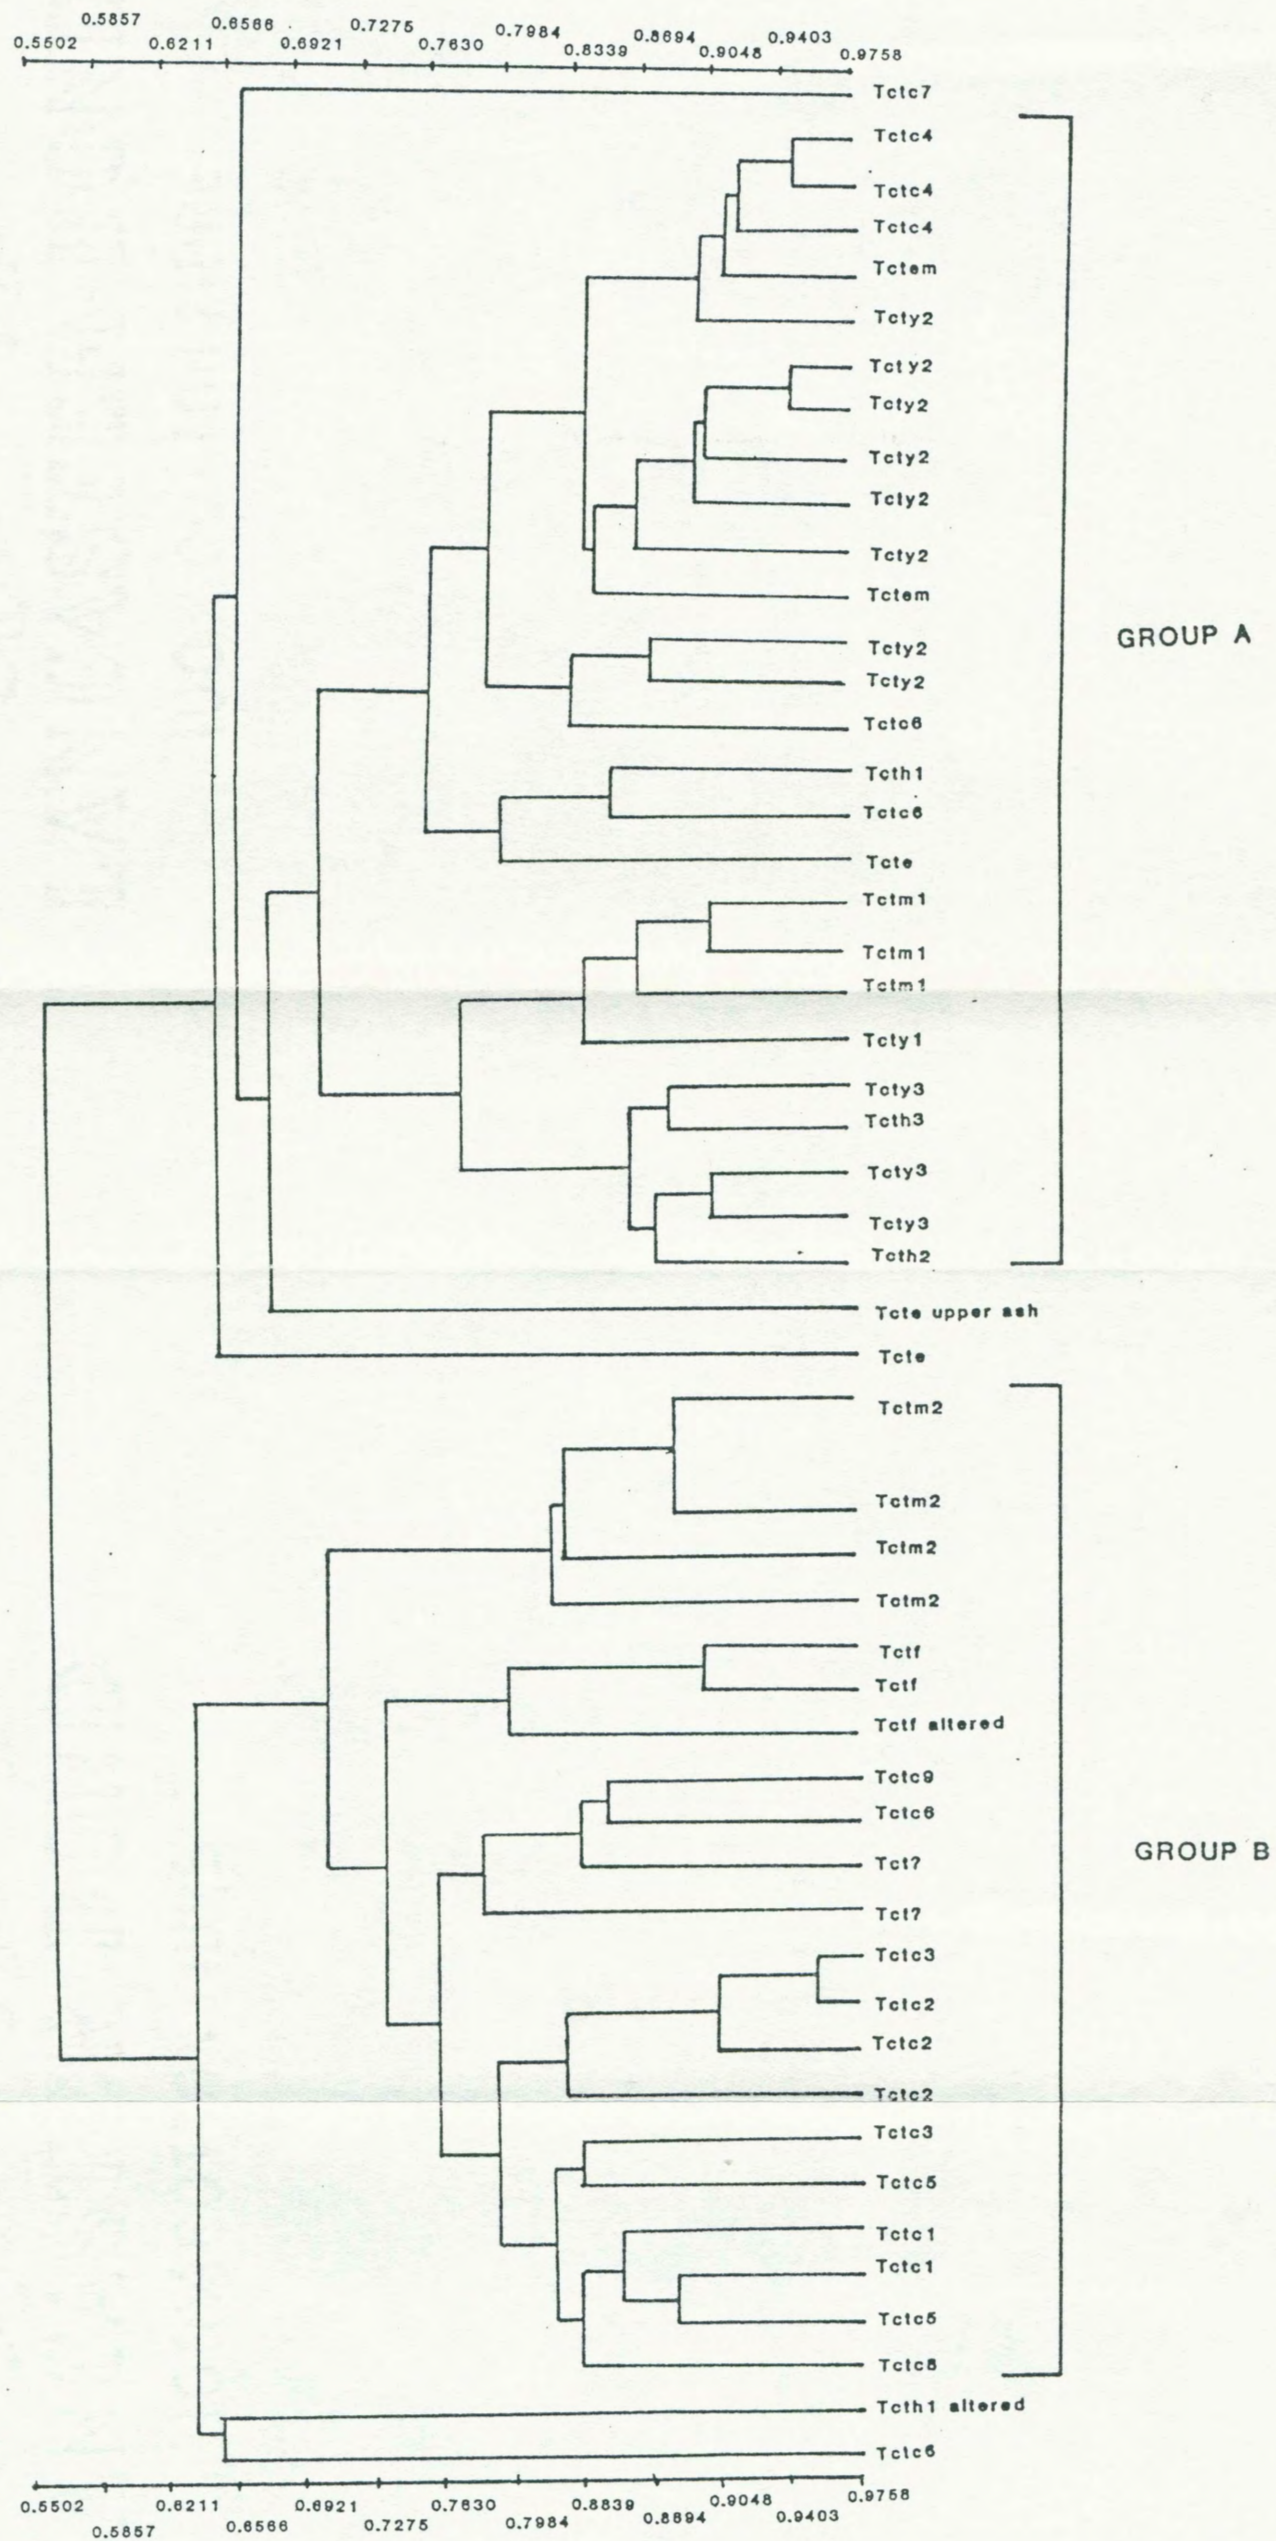 0.5857 0.6566 0.7275 0.7984 0.8694 0.9403
0.5502 0.6211 0.6921 0.7630 0.8339 0.9048 0.9758
Tctc7
Tctc4
Tctc4
Tctc4
Tctem
Tcty2
Tcty2
Tcty2
Tcty2
Tcty2
Tcty2
Tctem
GROUP A
Tcty2
Tcty2
Tctc6
Tcth1
Tctc6
Tcte
Tctm1
Tctm1
Tctm1
Tcty1
Tcty3
Tcth3
Tcty3
Tcty3
Tcth2
Tcte upper ash
Tcte
Tctm2
Tctm2
Tctm2
Tctm2
Tctf
Tctf
Tctf altered
Tctc9
Tctc6
GROUP B
Tct?
Tct?
Tctc3
Tctc2
Tctc2
Tctc2
Tctc3
Tctc5
Tctc1
Tctc1
Tctc5
Tctc8
Tcth1 altered
Tctc6
0.5502 0.6211 0.6921 0.7630 0.8839 0.9048 0.9758
0.5857 0.6566 0.7275 0.7984 0.8694 0.9403